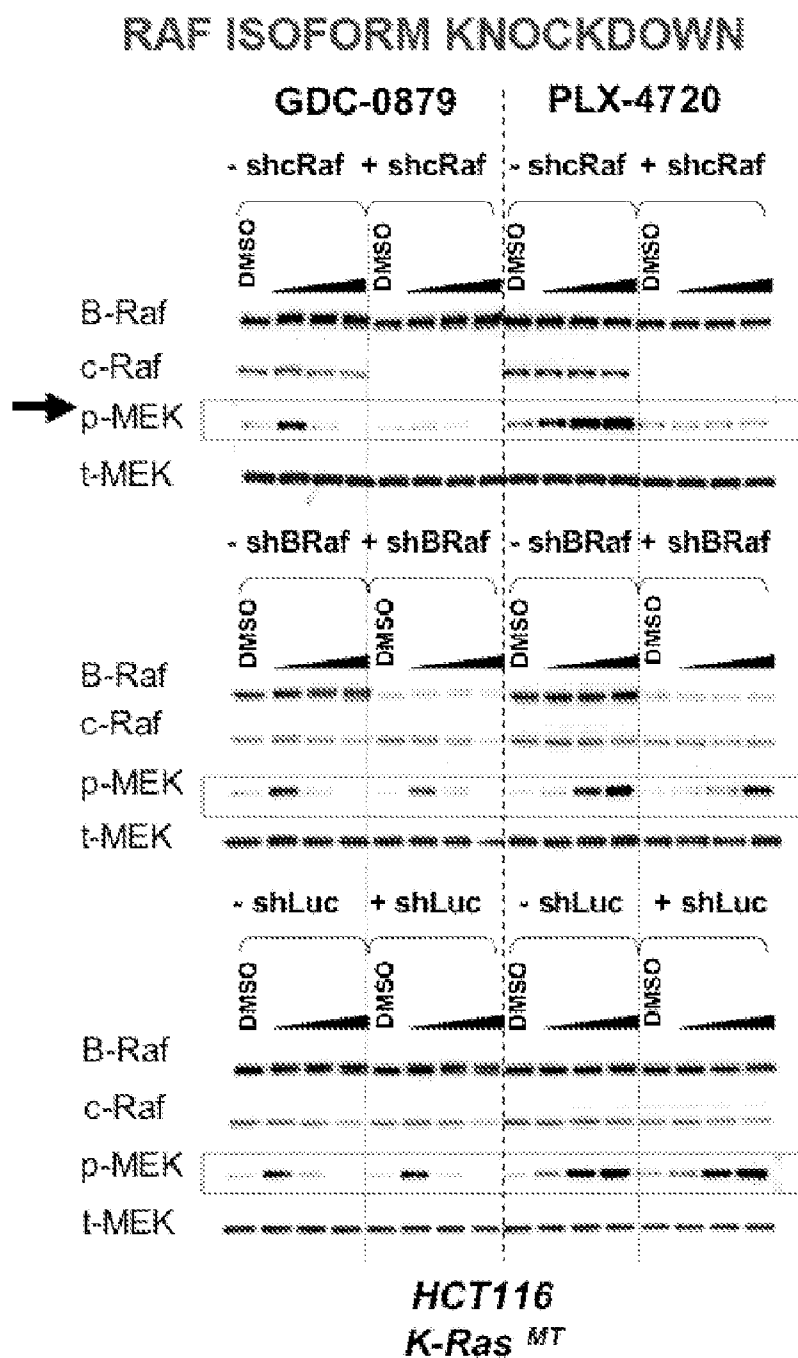 RAF ISOFORM KNOCKDOWN
GDC-0879 PLX-4720
- shcRaf + shcRaf - shcRaf + shcRaf
DMSO DMSO DMSO DMSO
B-Raf
c-Raf
p-MEK
t-MEK
- shBRaf + shBRaf - shBRaf + shBRaf
DMSO DMSO DMSO DMSO
B-Raf
c-Raf
p-MEK
t-MEK
- shLuc + shLuc - shLuc + shLuc
DMSO DMSO DMSO DMSO
B-Raf
c-Raf
p-MEK
t-MEK
HCT116
K-Ras MT